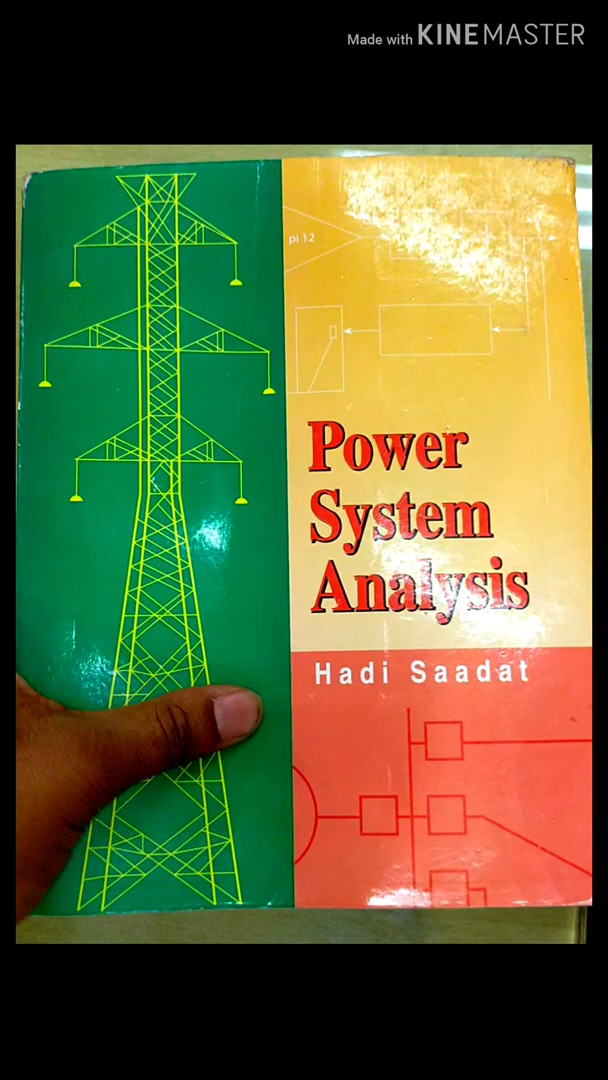 Made with KINEMASTER
pi 12
Power
System
Analysis
Hadi Saadat